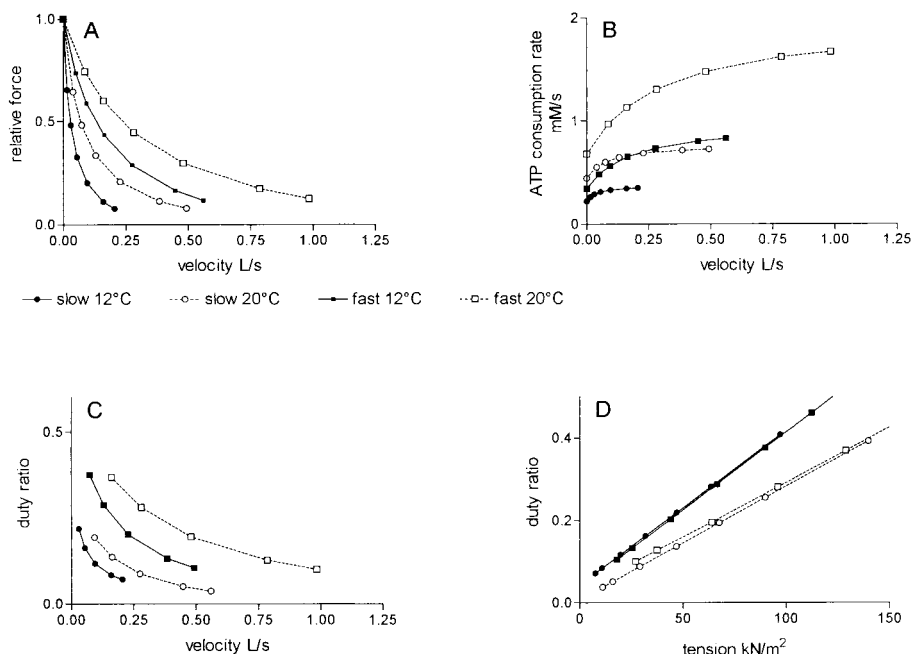 A
1.0
0.5
0.0
relative force
0.00 0.25 0.50 0.75 1.00 1.25
velocity L/s
B
2
1
0
ATP consumption rate
mM/s
0.00 0.25 0.50 0.75 1.00 1.25
velocity L/s
slow 12°C slow 20°C fast 12°C fast 20°C
C
0.5
0.0
duty ratio
0.00 0.25 0.50 0.75 1.00 1.25
velocity L/s
D
0.4
0.2
0.0
duty ratio
0 50 100 150
tension kN/m²